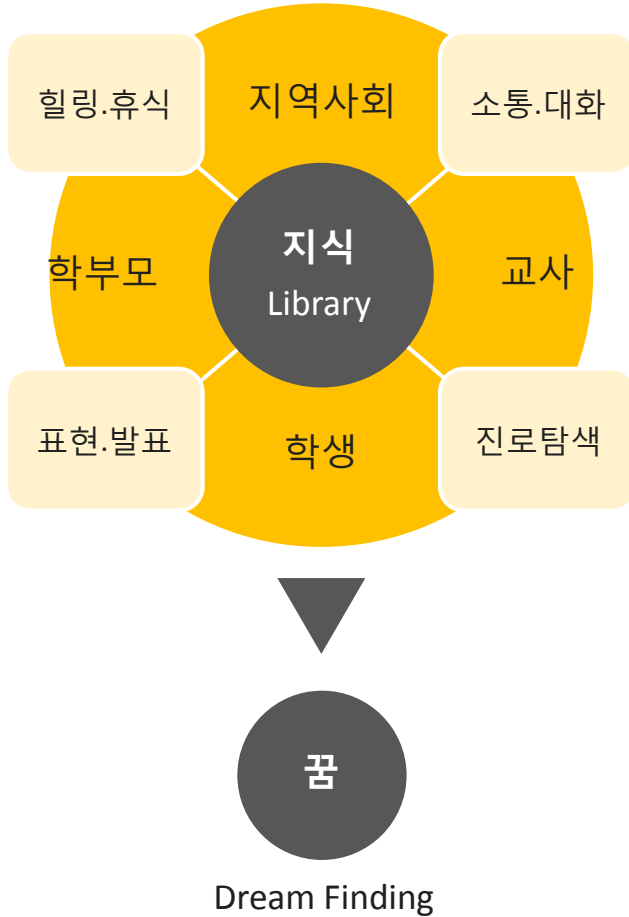 힐링.휴식
지역사회
소통.대화
학부모
지식
Library
교사
표현.발표
학생
진로탐색
꿈
Dream Finding